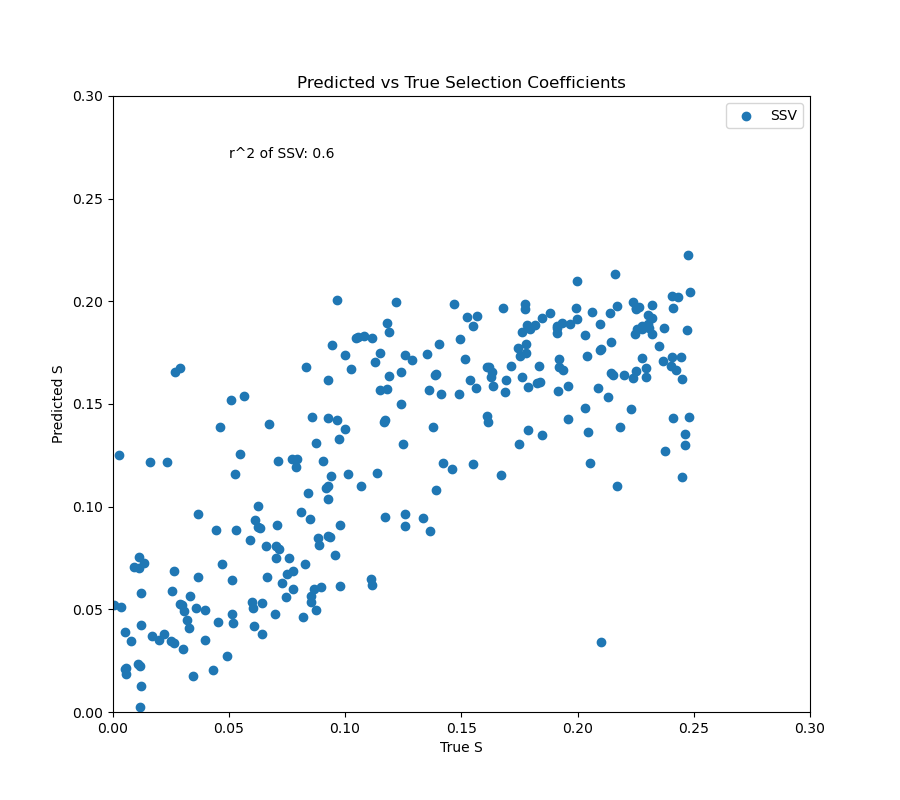 Predicted vs True Selection Coefficients
0.30
SSV
r^2 of SSV: 0.6
0.25
0.20
0.15
Predicted S
0.10
0.05
0.00
0.00 0.05 0.10 0.15 0.20 0.25 0.30
True S